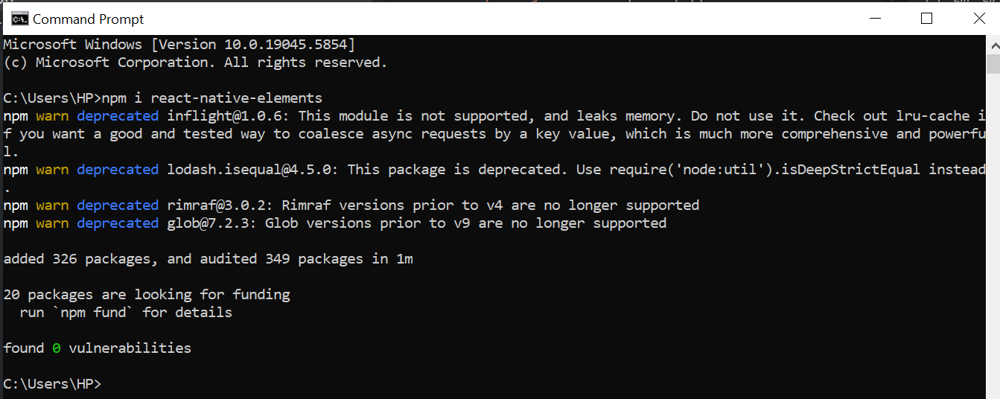 Command Prompt
Microsoft Windows [Version 10.0.19045.5854]
(c) Microsoft Corporation. All rights reserved.
C:\Users\HP>npm i react-native-elements
npm warn deprecated inflight@1.0.6: This module is not supported, and leaks memory. Do not use it. Check out lru-cache i
f you want a good and tested way to coalesce async requests by a key value, which is much more comprehensive and powerfu
l.
npm warn deprecated lodash.isequal@4.5.0: This package is deprecated. Use require('node:util').isDeepStrictEqual instead
.
npm warn deprecated rimraf@3.0.2: Rimraf versions prior to v4 are no longer supported
npm warn deprecated glob@7.2.3: Glob versions prior to v9 are no longer supported
added 326 packages, and audited 349 packages in 1m
20 packages are looking for funding
  run `npm fund` for details
found 0 vulnerabilities
C:\Users\HP>